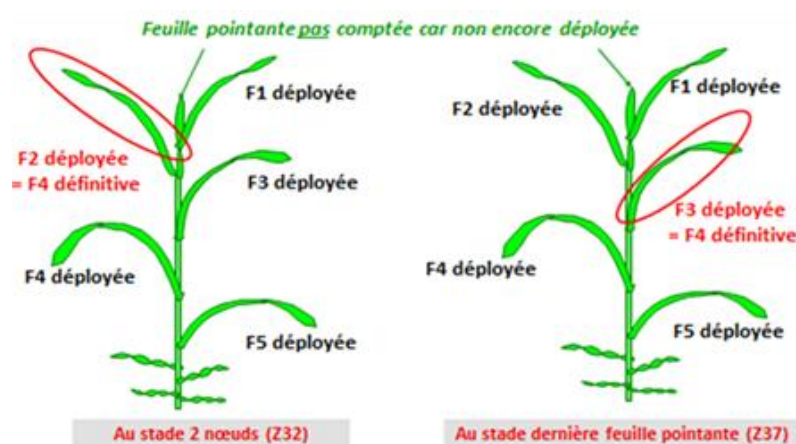 Feuille pointante pas comptée car non encore déployée
F1 déployée
F2 déployée
= F4 définitive
F3 déployée
F4 déployée
F5 déployée
Au stade 2 nœuds (Z32)
F1 déployée
F2 déployée
F3 déployée
= F4 définitive
F4 déployée
F5 déployée
Au stade dernière feuille pointante (Z37)